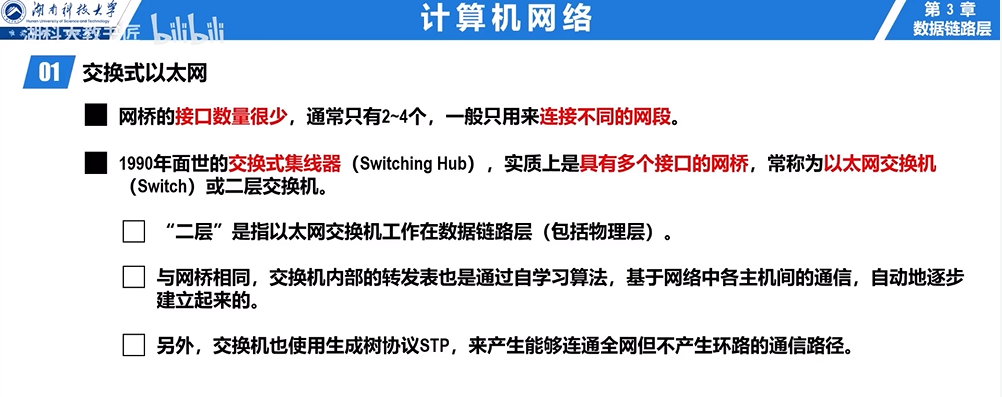 湖南科技大学
Hunan University of Science and Technology
湖科大教书匠 bilibili
计算机网络
第 3 章
数据链路层
01 交换式以太网
网桥的接口数量很少，通常只有2~4个，一般只用来连接不同的网段。
1990年面世的交换式集线器（Switching Hub），实质上是具有多个接口的网桥，常称为以太网交换机
（Switch）或二层交换机。
“二层”是指以太网交换机工作在数据链路层（包括物理层）。
与网桥相同，交换机内部的转发表也是通过自学习算法，基于网络中各主机间的通信，自动地逐步
建立起来的。
另外，交换机也使用生成树协议STP，来产生能够连通全网但不产生环路的通信路径。